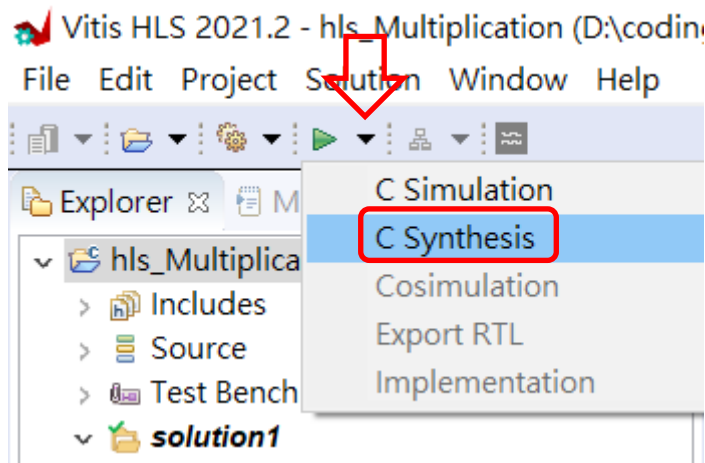 Vitis HLS 2021.2 - hls_Multiplication (D:\coding
File Edit Project Solution Window Help
Explorer M
hls_Multiplica
Includes
Source
Test Bench
solution1
C Simulation
C Synthesis
Cosimulation
Export RTL
Implementation